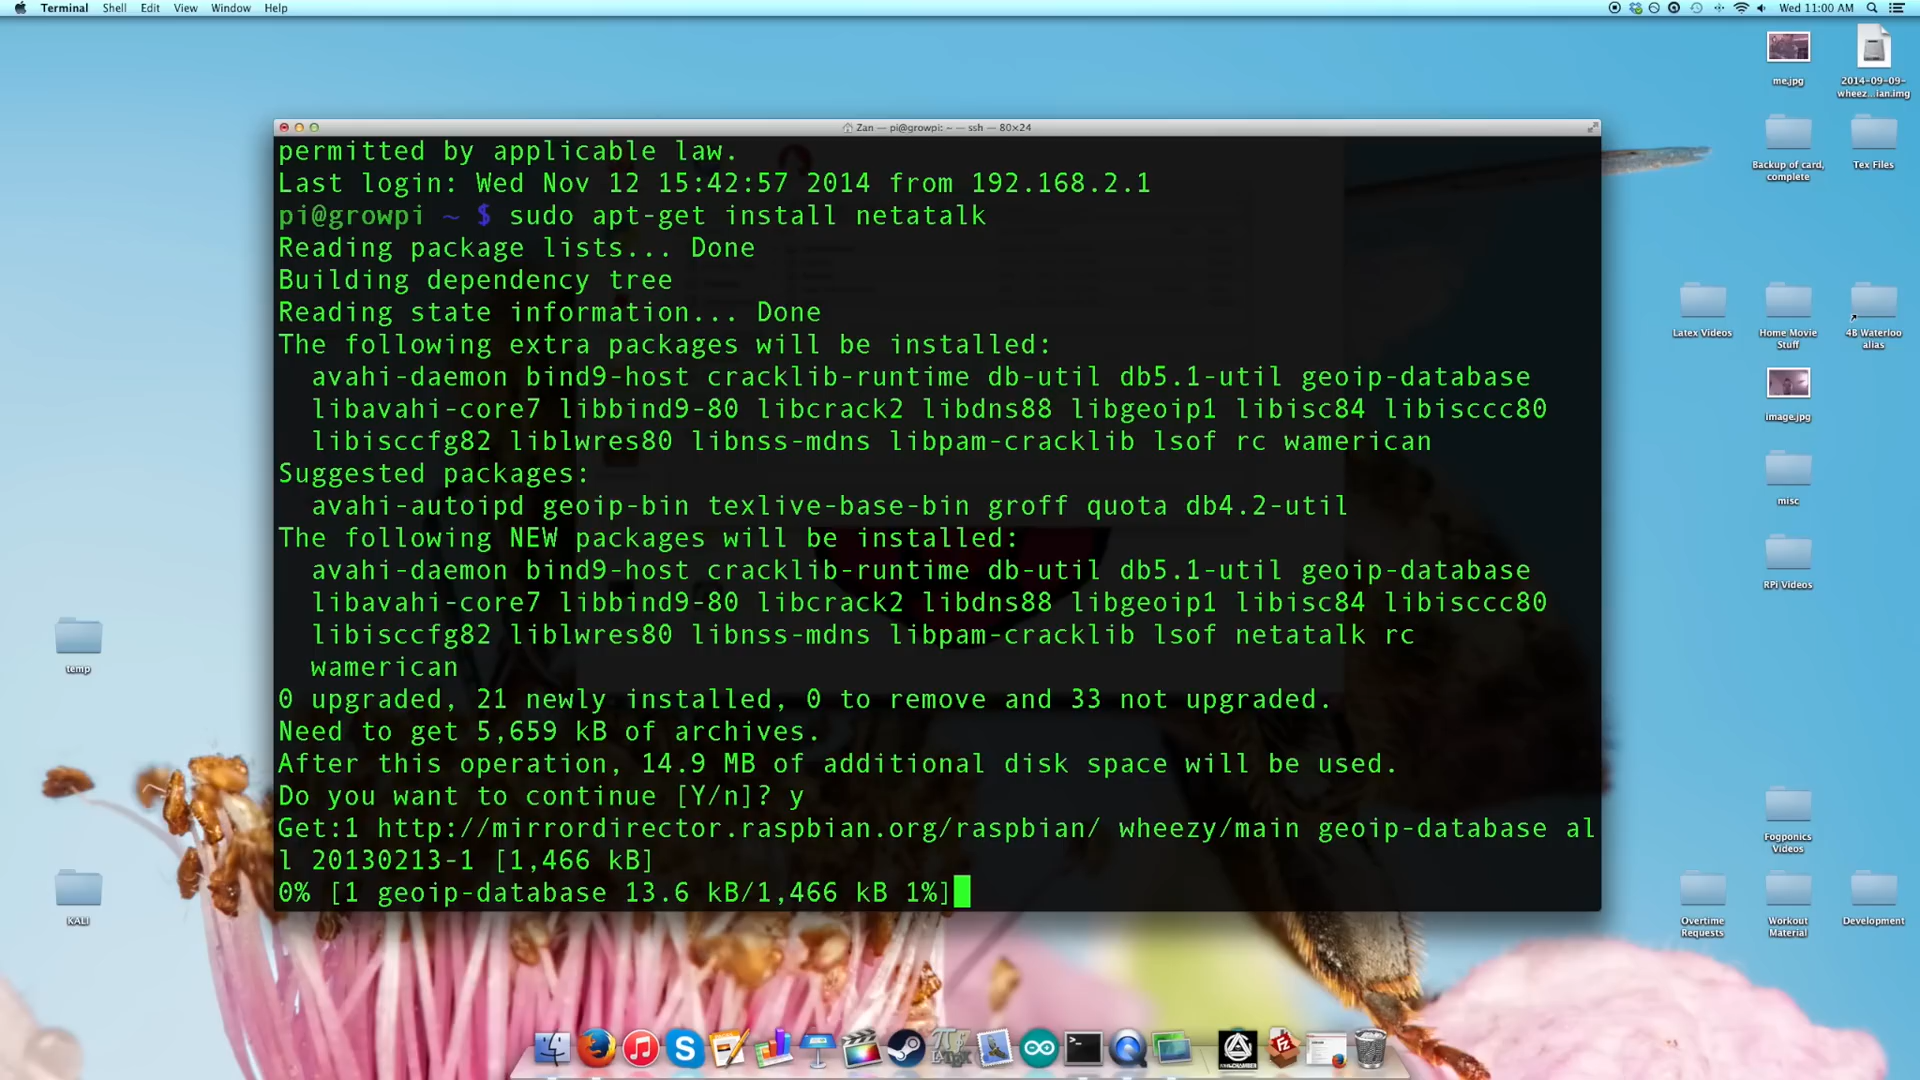 Terminal Shell Edit View Window Help
Wed 11:00 AM
me.jpg
2014-09-09-
wheez...ian.img
Zan — pi@growpi: ~ — ssh — 80×24
permitted by applicable law.
Last login: Wed Nov 12 15:42:57 2014 from 192.168.2.1
pi@growpi ~ $ sudo apt-get install netatalk
Reading package lists... Done
Building dependency tree
Reading state information... Done
The following extra packages will be installed:
avahi-daemon bind9-host cracklib-runtime db-util db5.1-util geoip-database
libavahi-core7 libbind9-80 libcrack2 libdns88 libgeoip1 libisc84 libisccc80
libisccfg82 liblwres80 libnss-mdns libpam-cracklib lsof rc wamerican
Suggested packages:
avahi-autoipd geoip-bin texlive-base-bin groff quota db4.2-util
The following NEW packages will be installed:
avahi-daemon bind9-host cracklib-runtime db-util db5.1-util geoip-database
libavahi-core7 libbind9-80 libcrack2 libdns88 libgeoip1 libisc84 libisccc80
libisccfg82 liblwres80 libnss-mdns libpam-cracklib lsof netatalk rc
wamerican
0 upgraded, 21 newly installed, 0 to remove and 33 not upgraded.
Need to get 5,659 kB of archives.
After this operation, 14.9 MB of additional disk space will be used.
Do you want to continue [Y/n]? y
Get:1 http://mirrordirector.raspbian.org/raspbian/ wheezy/main geoip-database al
l 20130213-1 [1,466 kB]
0% [1 geoip-database 13.6 kB/1,466 kB 1%]
Backup of card,
complete
Tex Files
Latex Videos
Home Movie
Stuff
4B Waterloo
alias
image.jpg
misc
RPi Videos
temp
Fogponics
Videos
KALI
Overtime
Requests
Workout
Material
Development